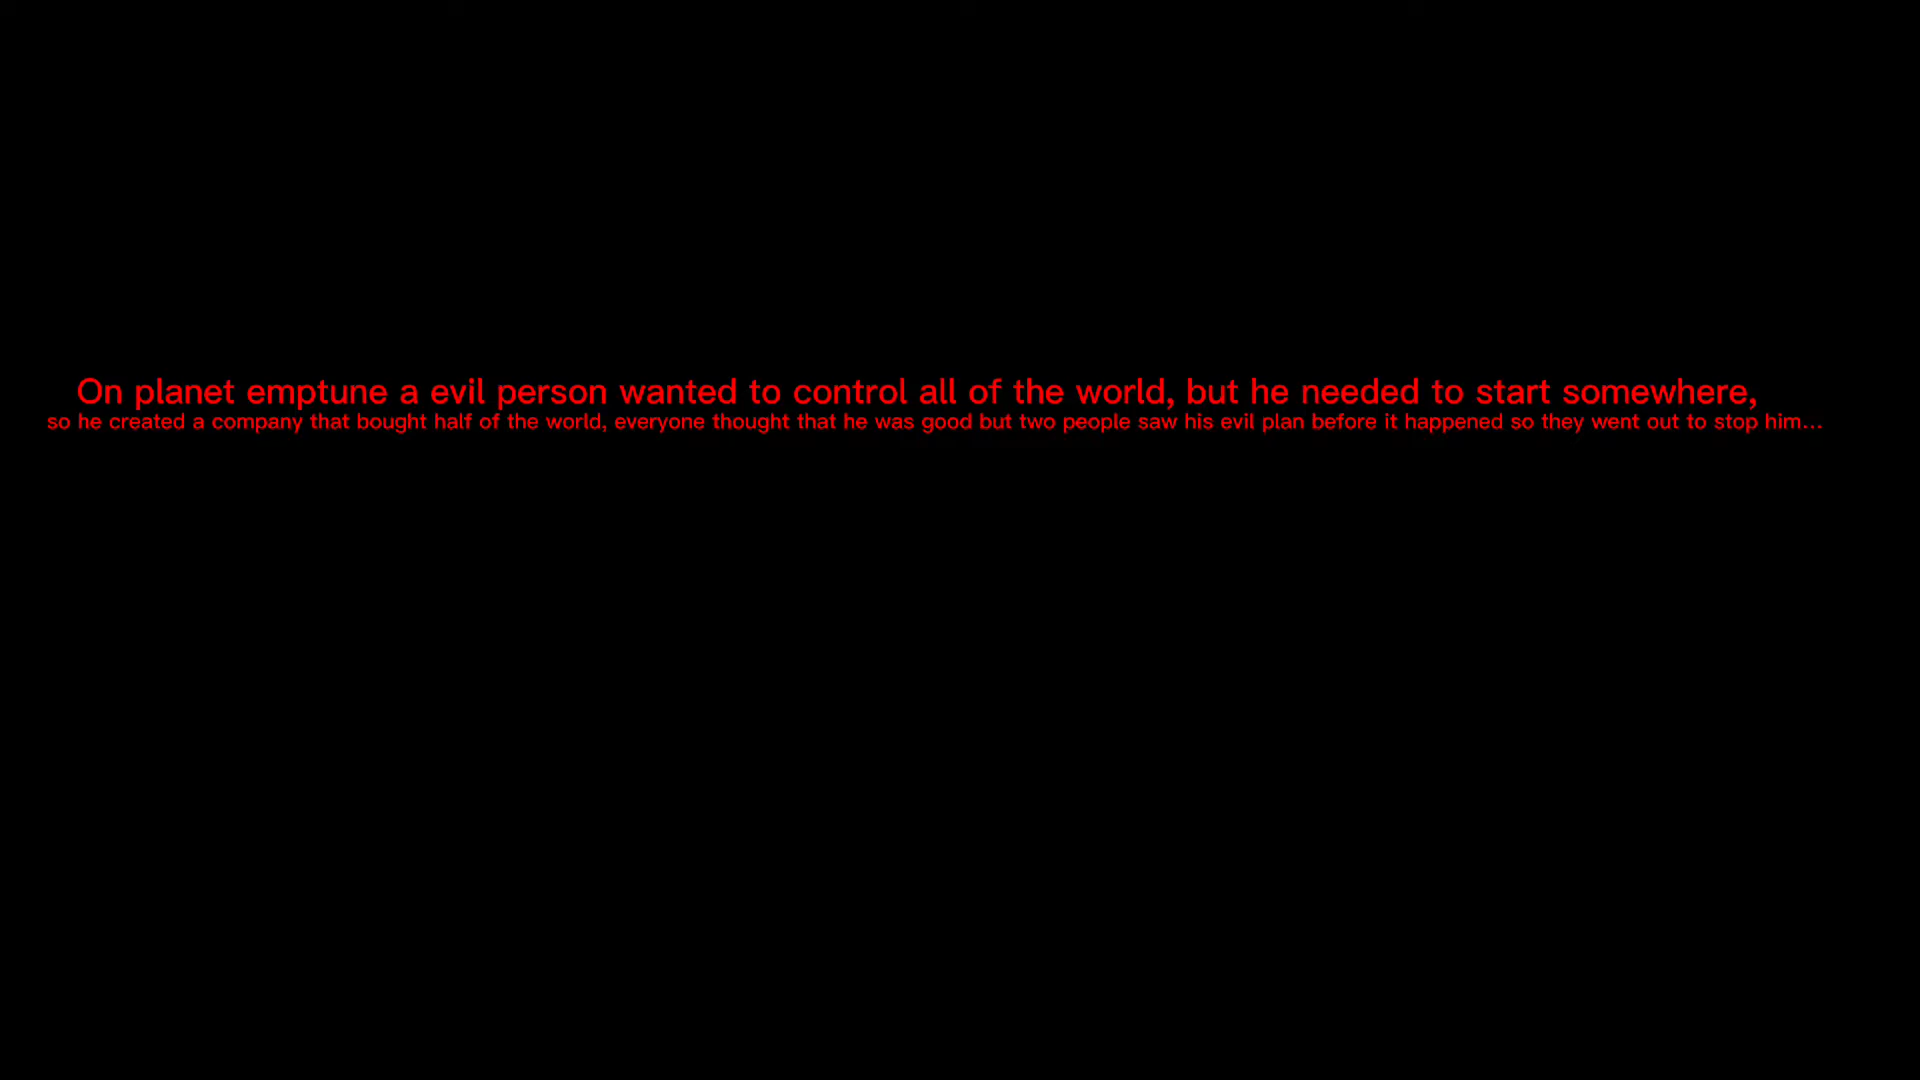 On planet emptune a evil person wanted to control all of the world, but he needed to start somewhere,
so he created a company that bought half of the world, everyone thought that he was good but two people saw his evil plan before it happened so they went out to stop him...